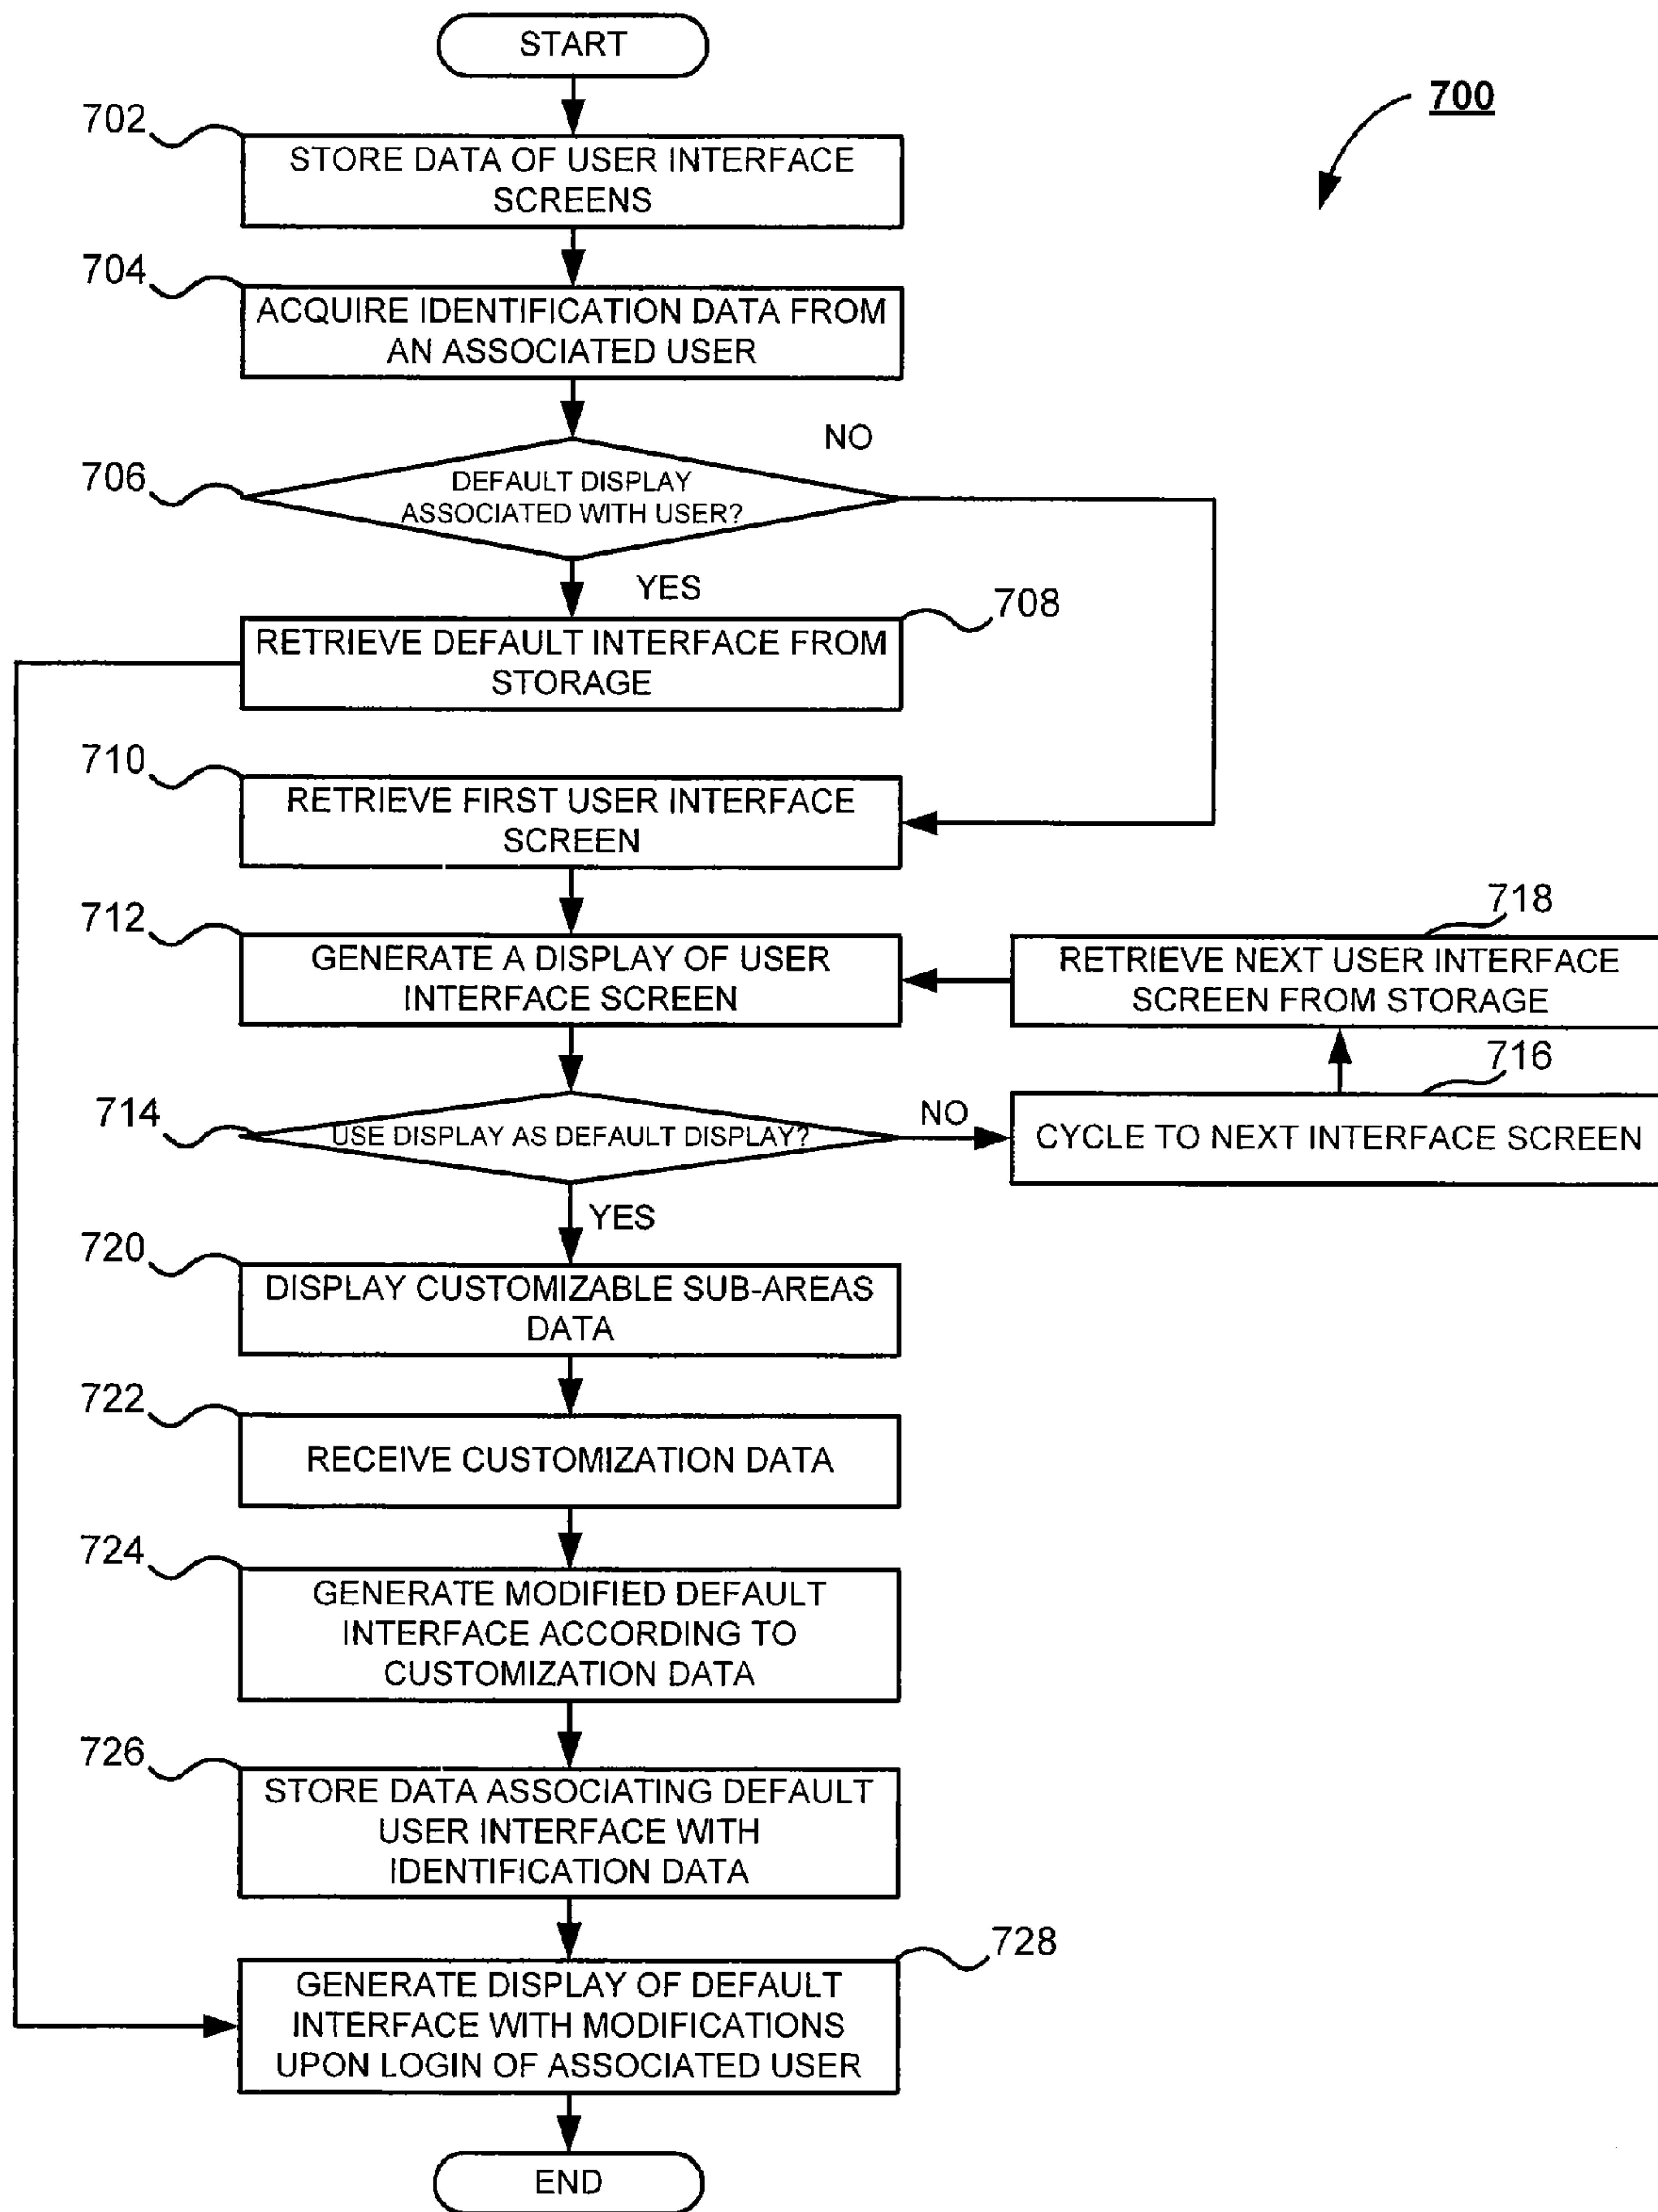 START
700
702
STORE DATA OF USER INTERFACE
SCREENS
704
ACQUIRE IDENTIFICATION DATA FROM
AN ASSOCIATED USER
NO
706
DEFAULT DISPLAY
ASSOCIATED WITH USER?
YES
708
RETRIEVE DEFAULT INTERFACE FROM
STORAGE
710
RETRIEVE FIRST USER INTERFACE
SCREEN
712
GENERATE A DISPLAY OF USER
INTERFACE SCREEN
718
RETRIEVE NEXT USER INTERFACE
SCREEN FROM STORAGE
716
CYCLE TO NEXT INTERFACE SCREEN
714
USE DISPLAY AS DEFAULT DISPLAY?
NO
YES
720
DISPLAY CUSTOMIZABLE SUB-AREAS
DATA
722
RECEIVE CUSTOMIZATION DATA
724
GENERATE MODIFIED DEFAULT
INTERFACE ACCORDING TO
CUSTOMIZATION DATA
726
STORE DATA ASSOCIATING DEFAULT
USER INTERFACE WITH
IDENTIFICATION DATA
728
GENERATE DISPLAY OF DEFAULT
INTERFACE WITH MODIFICATIONS
UPON LOGIN OF ASSOCIATED USER
END